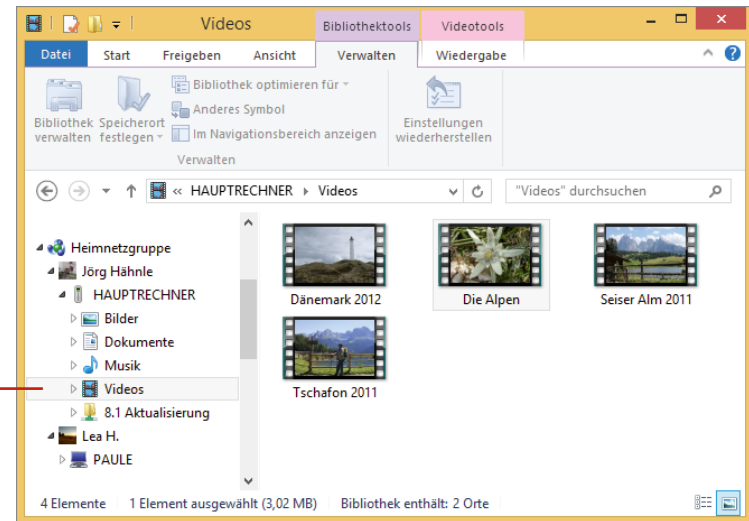 Videos
Bibliothektools
Videotools
Datei
Start
Freigeben
Ansicht
Verwalten
Wiedergabe
Bibliothek verwalten
Speicherort festlegen
Bibliothek optimieren für
Anderes Symbol
Im Navigationsbereich anzeigen
Einstellungen wiederherstellen
Verwalten
« HAUPTRECHNER Videos
"Videos" durchsuchen
Heimnetzgruppe
Jörg Hähnle
HAUPTRECHNER
Bilder
Dokumente
Musik
Videos
8.1 Aktualisierung
Lea H.
PAULE
Dänemark 2012
Die Alpen
Seiser Alm 2011
Tschafon 2011
4 Elemente 1 Element ausgewählt (3,02 MB) Bibliothek enthält: 2 Orte